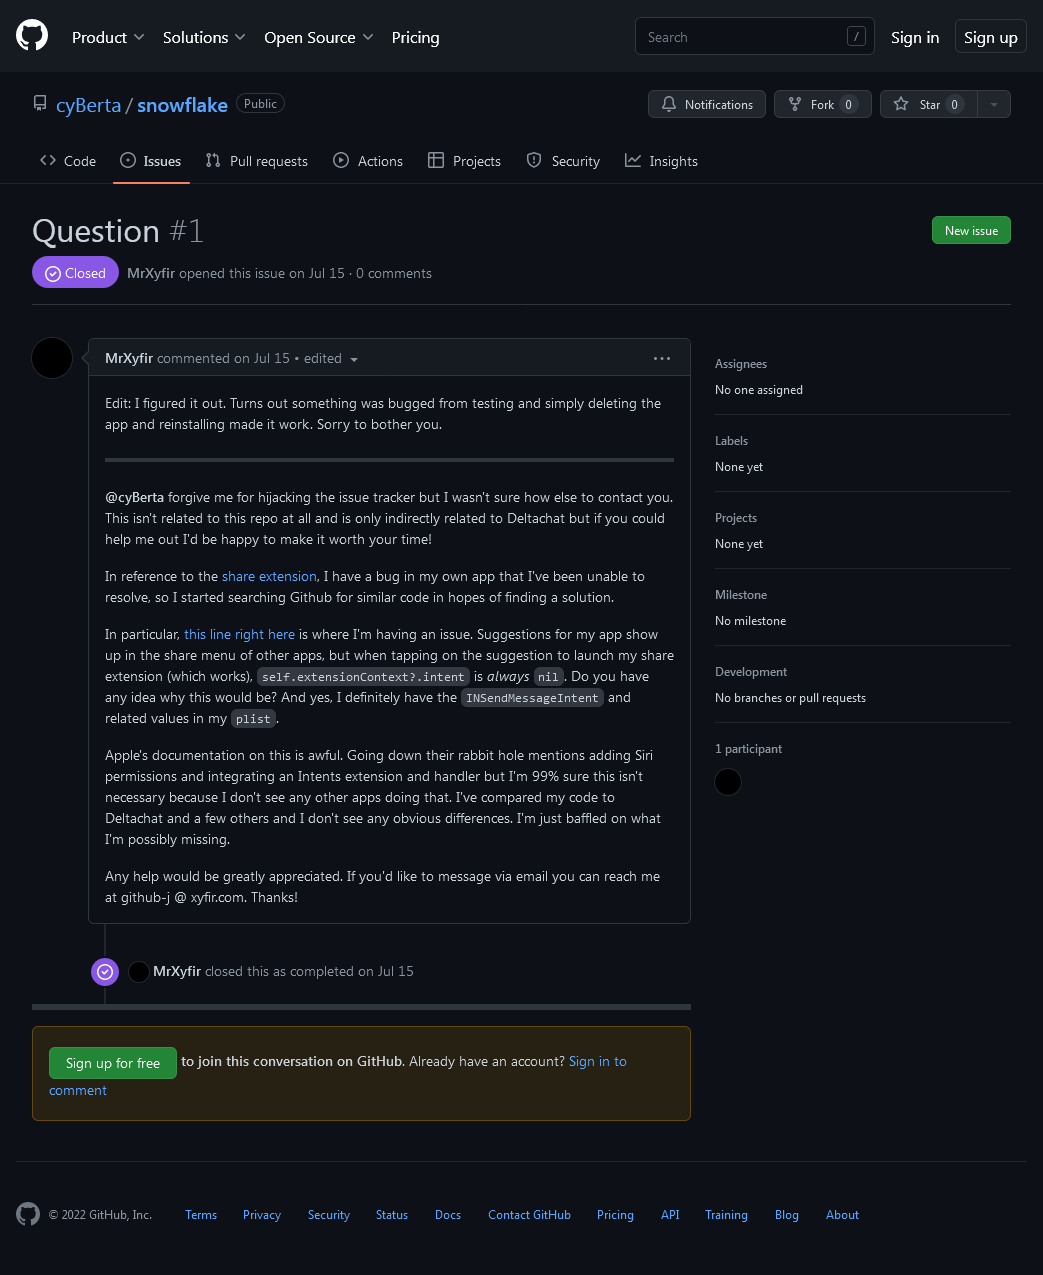 Product Solutions Open Source Pricing Search / Sign in Sign up
cyBerta / snowflake Public Notifications Fork 0 Star 0
Code Issues Pull requests Actions Projects Security Insights
Question #1 New issue
Closed MrXyfir opened this issue on Jul 15 · 0 comments
MrXyfir commented on Jul 15 • edited
Edit: I figured it out. Turns out something was bugged from testing and simply deleting the
app and reinstalling made it work. Sorry to bother you.
@cyBerta forgive me for hijacking the issue tracker but I wasn't sure how else to contact you.
This isn't related to this repo at all and is only indirectly related to Deltachat but if you could
help me out I'd be happy to make it worth your time!
In reference to the share extension, I have a bug in my own app that I've been unable to
resolve, so I started searching Github for similar code in hopes of finding a solution.
In particular, this line right here is where I'm having an issue. Suggestions for my app show
up in the share menu of other apps, but when tapping on the suggestion to launch my share
extension (which works), self.extensionContext?.intent is always nil. Do you have
any idea why this would be? And yes, I definitely have the INSendMessageIntent and
related values in my plist.
Apple's documentation on this is awful. Going down their rabbit hole mentions adding Siri
permissions and integrating an Intents extension and handler but I'm 99% sure this isn't
necessary because I don't see any other apps doing that. I've compared my code to
Deltachat and a few others and I don't see any obvious differences. I'm just baffled on what
I'm possibly missing.
Any help would be greatly appreciated. If you'd like to message via email you can reach me
at github-j @ xyfir.com. Thanks!
MrXyfir closed this as completed on Jul 15
Sign up for free to join this conversation on GitHub. Already have an account? Sign in to
comment
Assignees
No one assigned
Labels
None yet
Projects
None yet
Milestone
No milestone
Development
No branches or pull requests
1 participant
© 2022 GitHub, Inc. Terms Privacy Security Status Docs Contact GitHub Pricing API Training Blog About